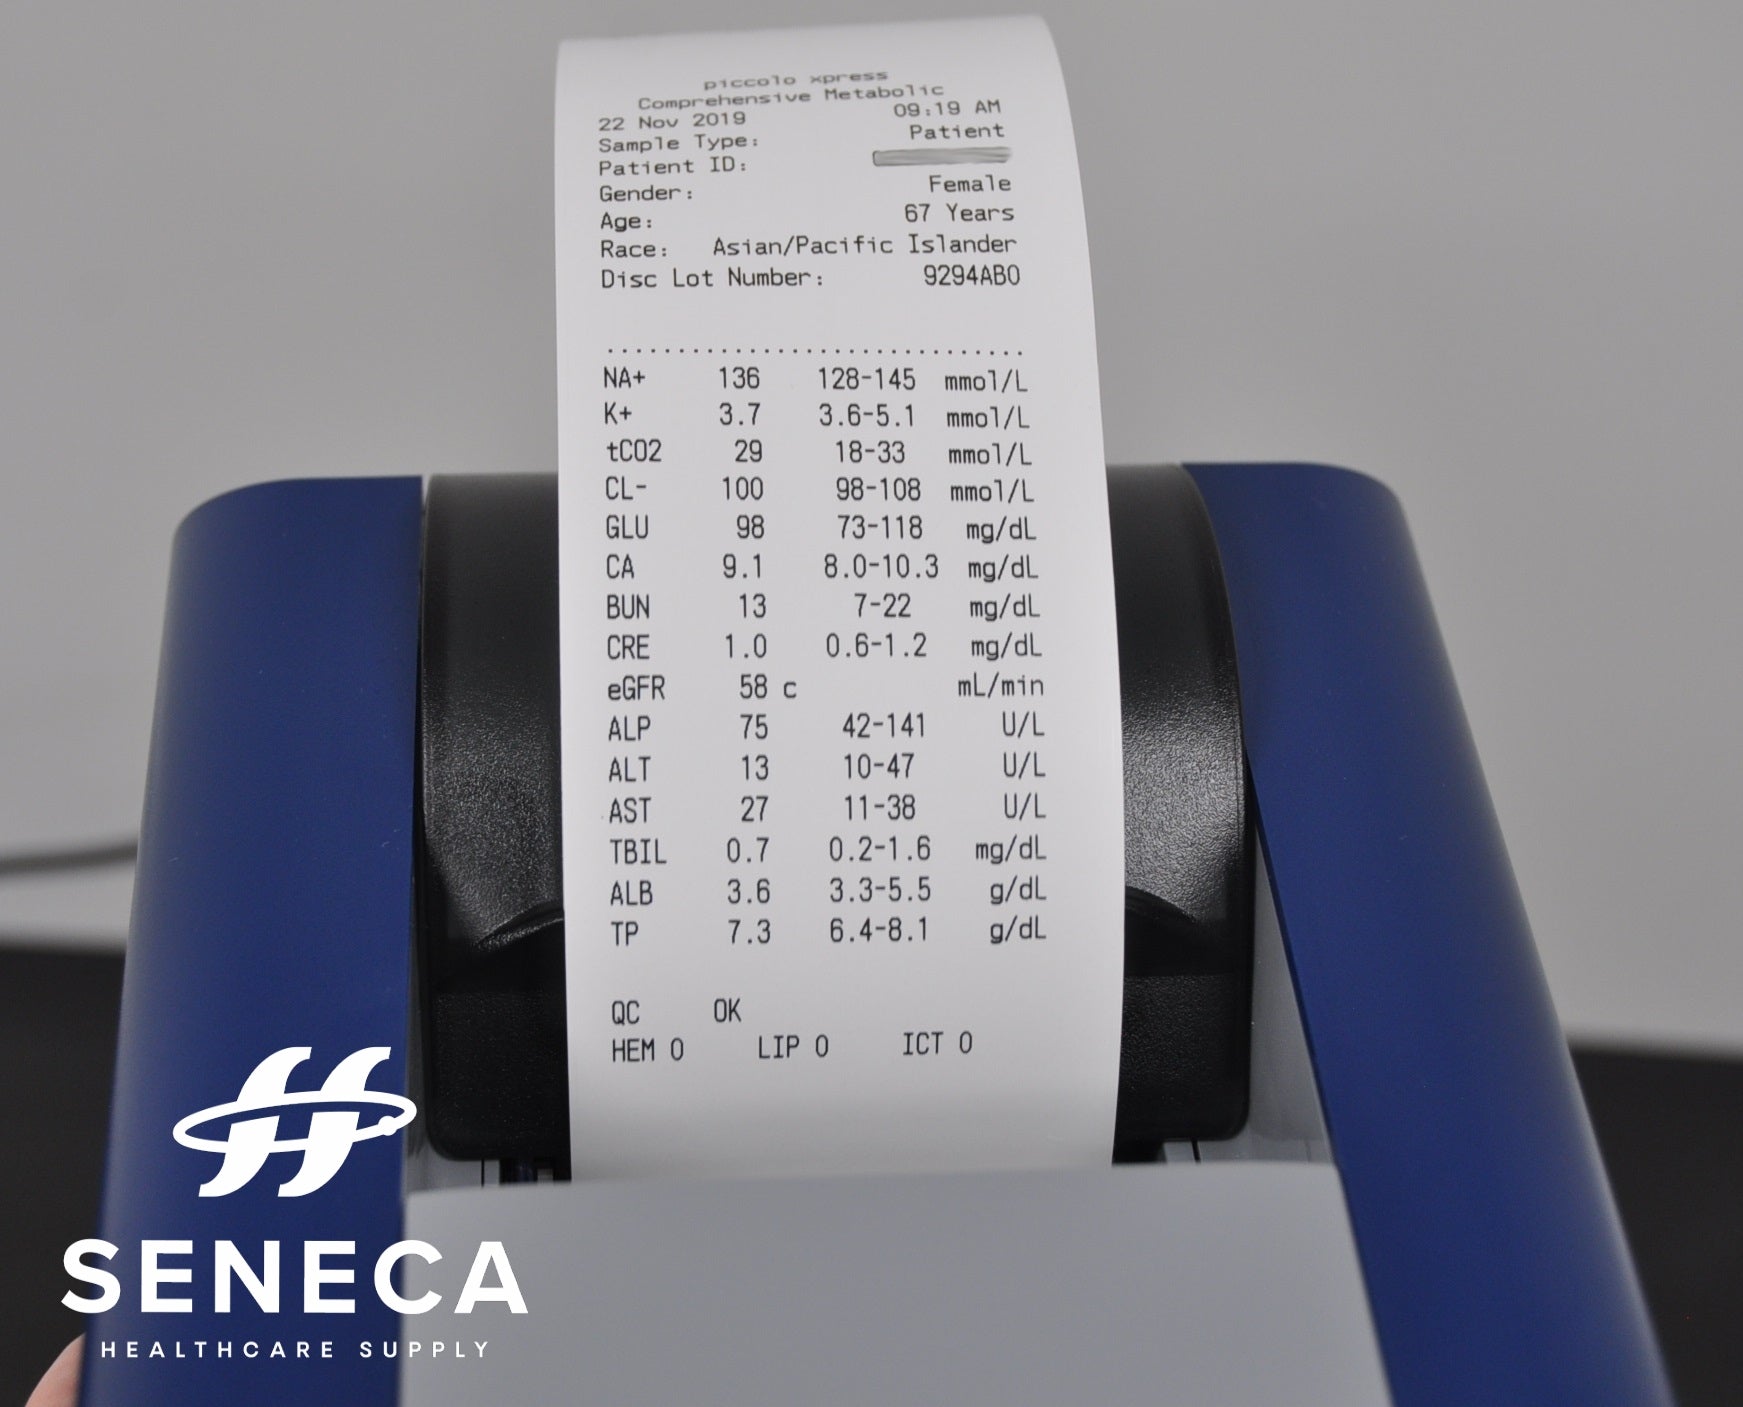 piccolo xpress
Comprehensive Metabolic
22 Nov 2019 09:19 AM
Sample Type: Patient
Patient ID:
Gender: Female
Age: 67 Years
Race: Asian/Pacific Islander
Disc Lot Number: 9294AB0
..............................
NA+ 136 128-145 mmol/L
K+ 3.7 3.6-5.1 mmol/L
tCO2 29 18-33 mmol/L
CL- 100 98-108 mmol/L
GLU 98 73-118 mg/dL
CA 9.1 8.0-10.3 mg/dL
BUN 13 7-22 mg/dL
CRE 1.0 0.6-1.2 mg/dL
eGFR 58 c mL/min
ALP 75 42-141 U/L
ALT 13 10-47 U/L
AST 27 11-38 U/L
TBIL 0.7 0.2-1.6 mg/dL
ALB 3.6 3.3-5.5 g/dL
TP 7.3 6.4-8.1 g/dL
QC OK
HEM 0 LIP 0 ICT 0
SENECA
HEALTHCARE SUPPLY